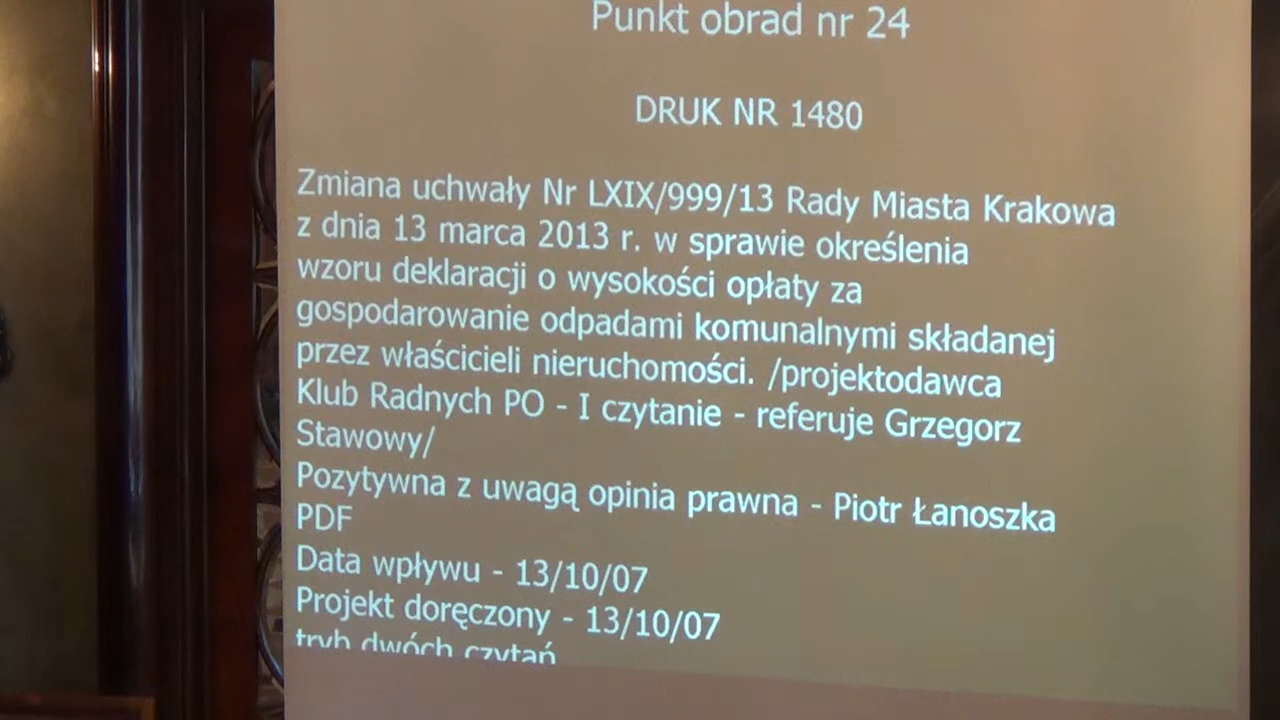 Punkt obrad nr 24
DRUK NR 1480
Zmiana uchwały Nr LXIX/999/13 Rady Miasta Krakowa
z dnia 13 marca 2013 r. w sprawie określenia
wzoru deklaracji o wysokości opłaty za
gospodarowanie odpadami komunalnymi składanej
przez właścicieli nieruchomości. /projektodawca
Klub Radnych PO - I czytanie - referuje Grzegorz
Stawowy/
Pozytywna z uwagą opinia prawna - Piotr Łanoszka
PDF
Data wpływu - 13/10/07
Projekt doręczony - 13/10/07
tryb dwóch czytań